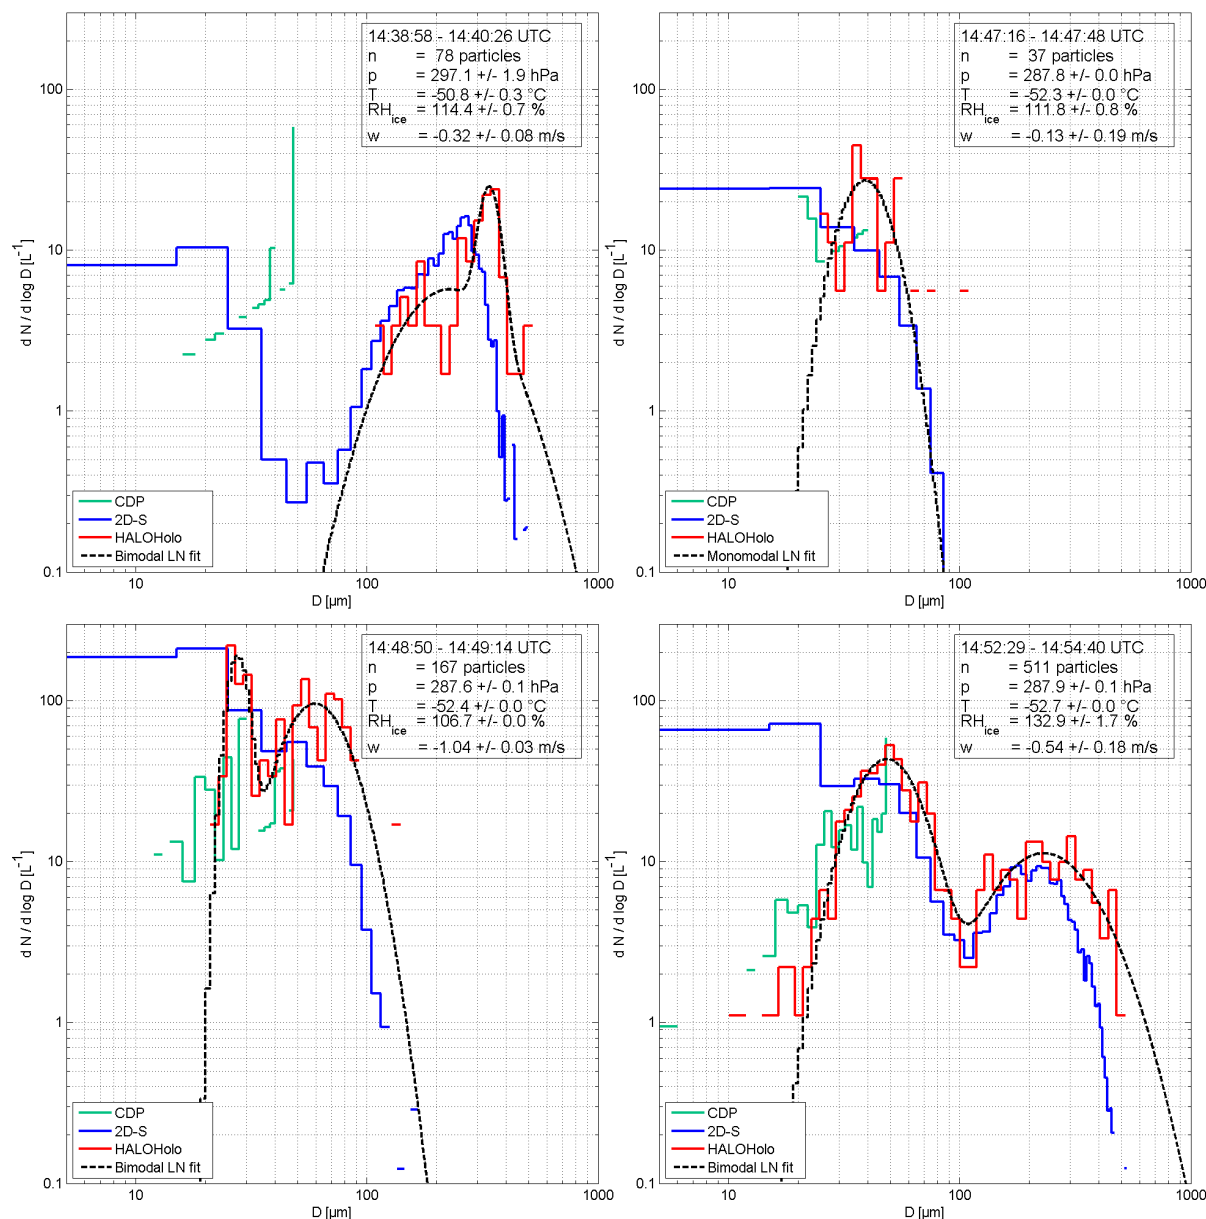 14:38:58 - 14:40:26 UTC
n = 78 particles
p = 297.1 +/- 1.9 hPa
T = -50.8 +/- 0.3 °C
RH_ice = 114.4 +/- 0.7 %
w = -0.32 +/- 0.08 m/s
100
10
1
0.1
d N / d log D [L^-1]
CDP
2D-S
HALOHolo
Bimodal LN fit
10 100 1000
D [µm]
14:47:16 - 14:47:48 UTC
n = 37 particles
p = 287.8 +/- 0.0 hPa
T = -52.3 +/- 0.0 °C
RH_ice = 111.8 +/- 0.8 %
w = -0.13 +/- 0.19 m/s
100
10
1
0.1
d N / d log D [L^-1]
CDP
2D-S
HALOHolo
Monomodal LN fit
10 100 1000
D [µm]
14:48:50 - 14:49:14 UTC
n = 167 particles
p = 287.6 +/- 0.1 hPa
T = -52.4 +/- 0.0 °C
RH_ice = 106.7 +/- 0.0 %
w = -1.04 +/- 0.03 m/s
100
10
1
0.1
d N / d log D [L^-1]
CDP
2D-S
HALOHolo
Bimodal LN fit
10 100 1000
D [µm]
14:52:29 - 14:54:40 UTC
n = 511 particles
p = 287.9 +/- 0.1 hPa
T = -52.7 +/- 0.0 °C
RH_ice = 132.9 +/- 1.7 %
w = -0.54 +/- 0.18 m/s
100
10
1
0.1
d N / d log D [L^-1]
CDP
2D-S
HALOHolo
Bimodal LN fit
10 100 1000
D [µm]